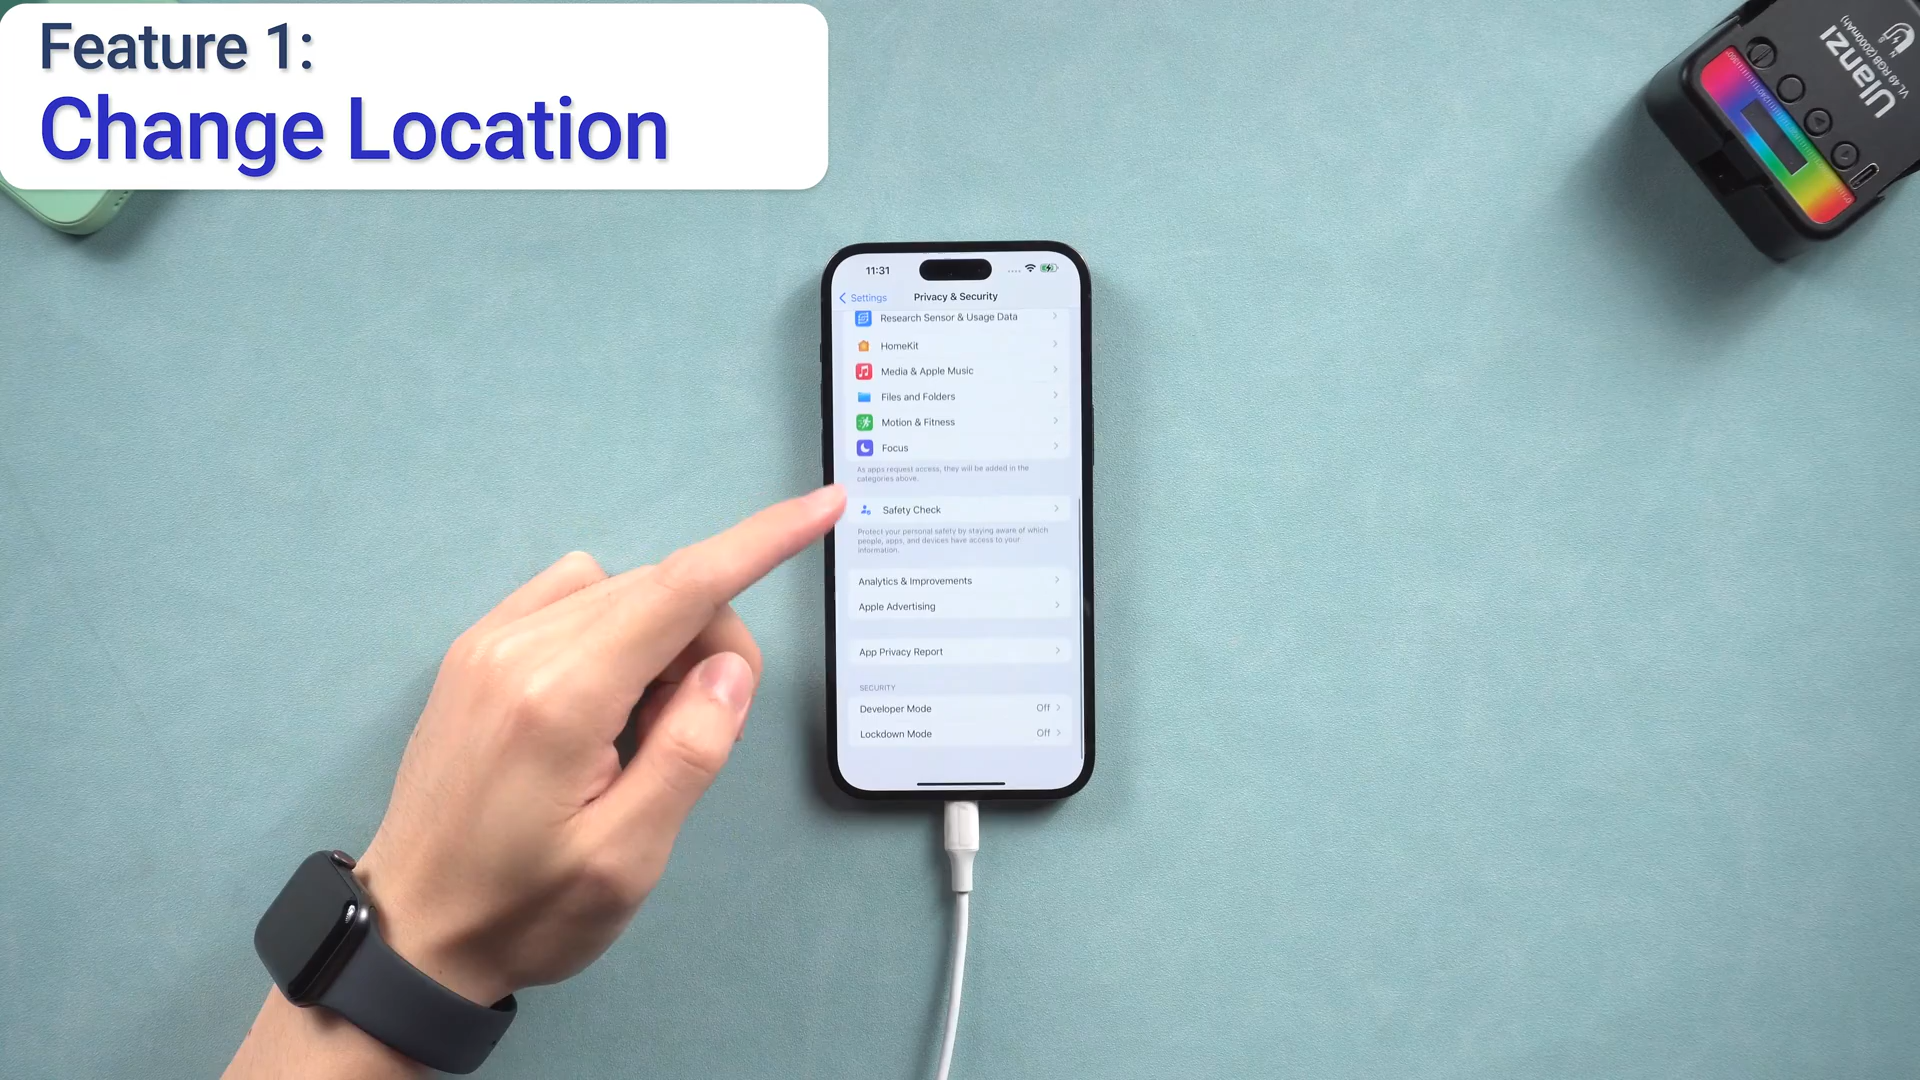 Feature 1:
Change Location
11:31
Settings
Privacy & Security
Research Sensor & Usage Data
HomeKit
Media & Apple Music
Files and Folders
Motion & Fitness
Focus
As apps request access, they will be added in the
categories above.
Safety Check
Protect your personal safety by staying aware of which
people, apps, and devices have access to your
information.
Analytics & Improvements
Apple Advertising
App Privacy Report
SECURITY
Developer Mode Off
Lockdown Mode Off
Ulanzi
VL49 RGB(2000mAh)